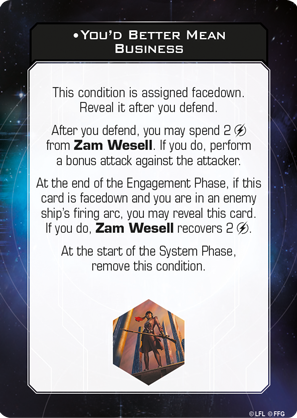 •You'd Better Mean
Business
This condition is assigned facedown.
Reveal it after you defend.
After you defend, you may spend 2
from Zam Wesell. If you do, perform
a bonus attack against the attacker.
At the end of the Engagement Phase, if this
card is facedown and you are in an enemy
ship's firing arc, you may reveal this card.
If you do, Zam Wesell recovers 2 .
At the start of the System Phase,
remove this condition.
© LFL © FFG